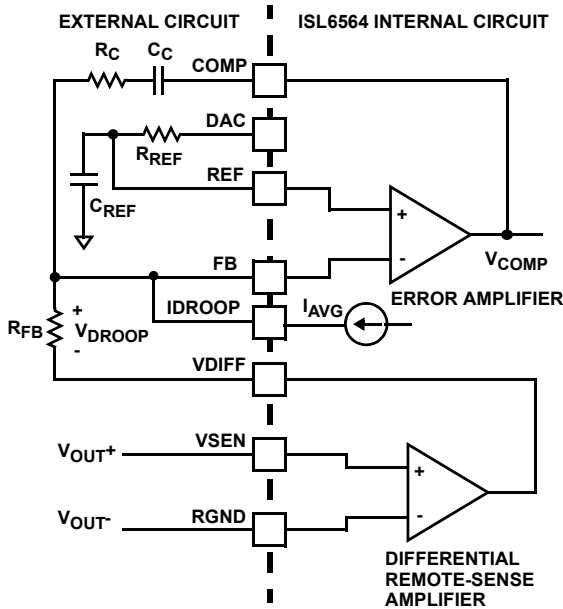 EXTERNAL CIRCUIT
ISL6564 INTERNAL CIRCUIT
RC
CC
COMP
DAC
RREF
REF
CREF
+
-
VCOMP
FB
ERROR AMPLIFIER
IDROOP
IAVG
RFB
+
VDROOP
-
VDIFF
VOUT+
VSEN
+
VOUT-
RGND
-
DIFFERENTIAL
REMOTE-SENSE
AMPLIFIER